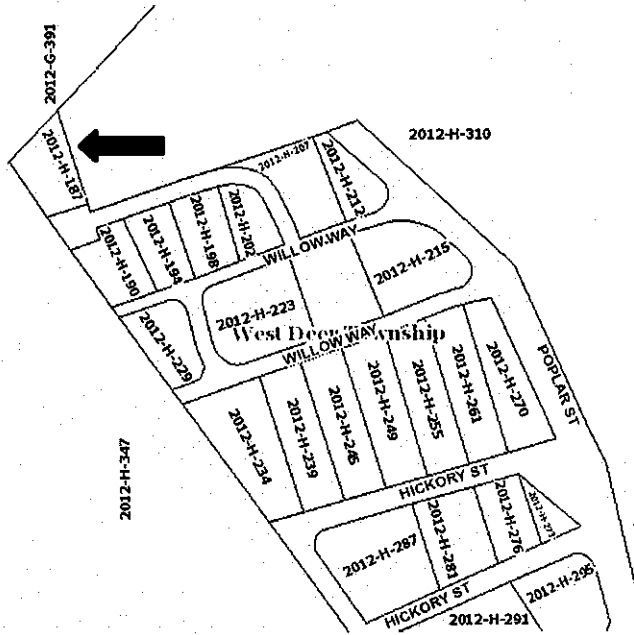 2012-G-391
2012-H-310
2012-H-187
2012-H-207
2012-H-212
2012-H-202
2012-H-198
2012-H-194
2012-H-190
WILLOW WAY
2012-H-215
2012-H-223
West Deer Township
WILLOW WAY
2012-H-229
POPLAR ST
2012-H-270
2012-H-261
2012-H-255
2012-H-249
2012-H-245
2012-H-239
2012-H-234
2012-H-347
HICKORY ST
2012-H-276
2012-H-281
2012-H-287
2012-H-295
HICKORY ST
2012-H-291